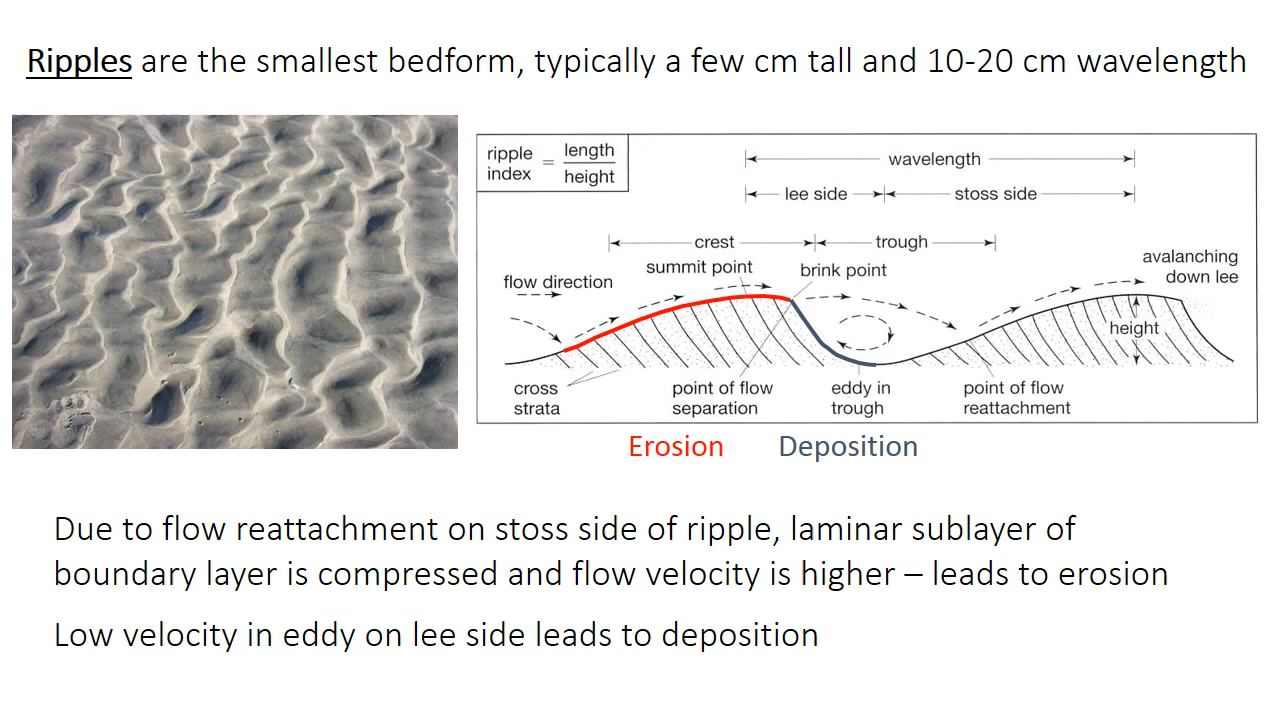 Ripples are the smallest bedform, typically a few cm tall and 10-20 cm wavelength
ripple index = length / height
wavelength
lee side
stoss side
crest
trough
summit point
brink point
avalanching
down lee
flow direction
height
cross
strata
point of flow
separation
eddy in
trough
point of flow
reattachment
Erosion
Deposition
Due to flow reattachment on stoss side of ripple, laminar sublayer of
boundary layer is compressed and flow velocity is higher – leads to erosion
Low velocity in eddy on lee side leads to deposition